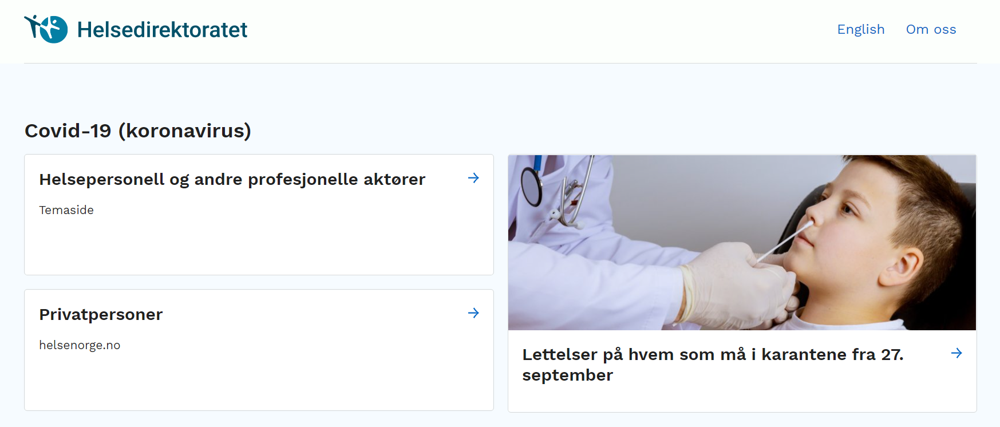 Helsedirektoratet
English Om oss
Covid-19 (koronavirus)
Helsepersonell og andre profesjonelle aktører
Temaside
Privatpersoner
helsenorge.no
Lettelser på hvem som må i karantene fra 27.
september